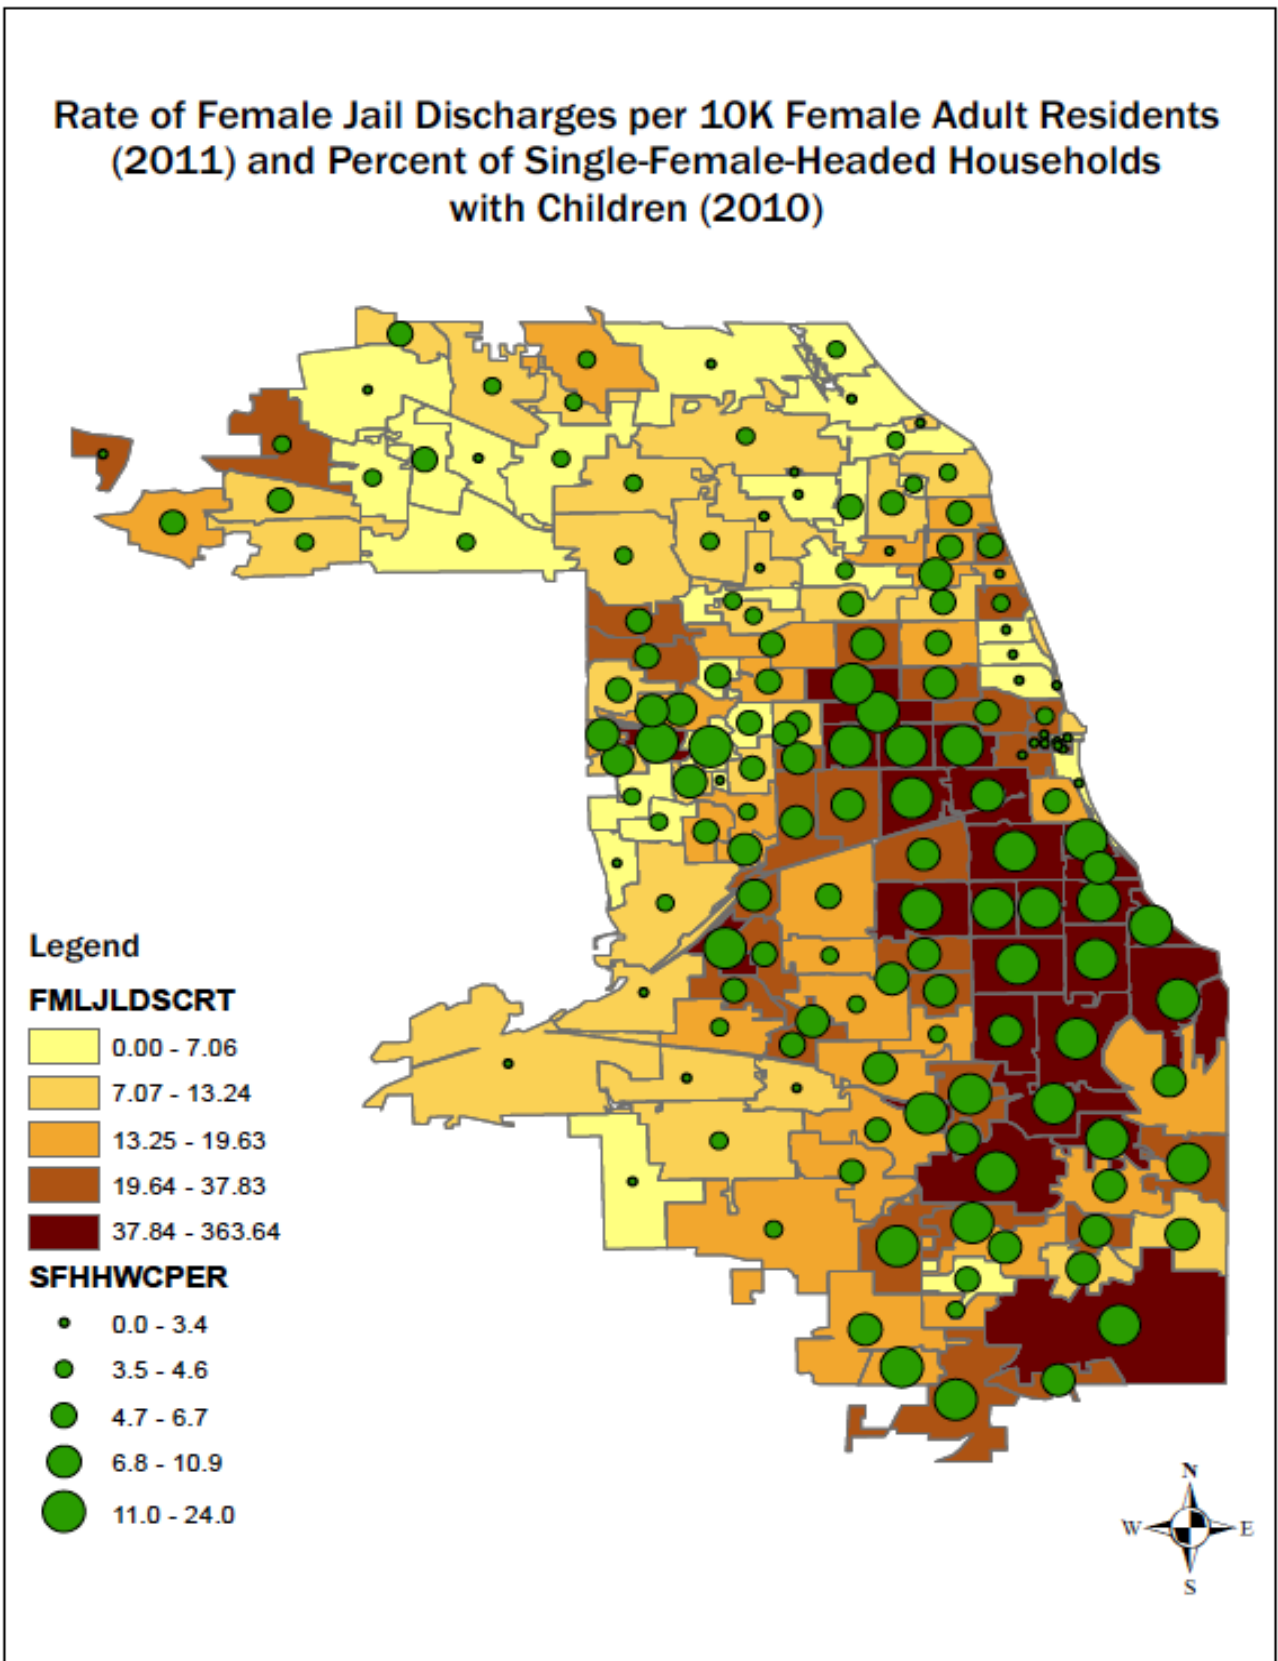 Rate of Female Jail Discharges per 10K Female Adult Residents
(2011) and Percent of Single-Female-Headed Households
with Children (2010)
Legend
FMLJLDSCRT
0.00 - 7.06
7.07 - 13.24
13.25 - 19.63
19.64 - 37.83
37.84 - 363.64
SFHHWCPER
0.0 - 3.4
3.5 - 4.6
4.7 - 6.7
6.8 - 10.9
11.0 - 24.0
N
W E
S